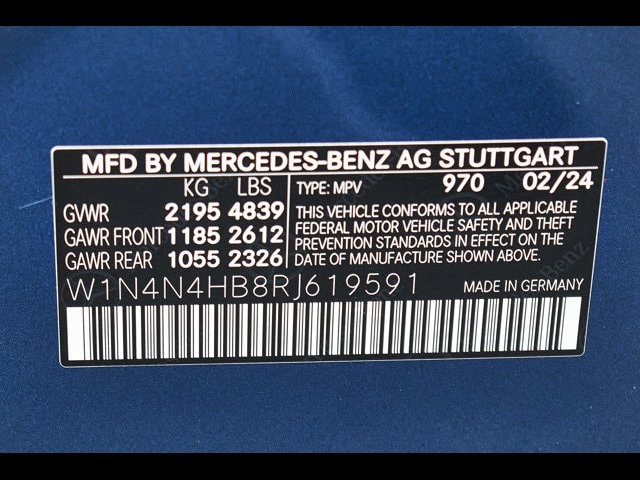 MFD BY MERCEDES-BENZ AG STUTTGART
KG LBS TYPE: MPV 970 02/24
GVWR 2195 4839 THIS VEHICLE CONFORMS TO ALL APPLICABLE
GAWR FRONT 1185 2612 FEDERAL MOTOR VEHICLE SAFETY AND THEFT
GAWR REAR 1055 2326 PREVENTION STANDARDS IN EFFECT ON THE
DATE OF MANUFACTURE SHOWN ABOVE.
W1N4N4HB8RJ619591 MADE IN GERMANY